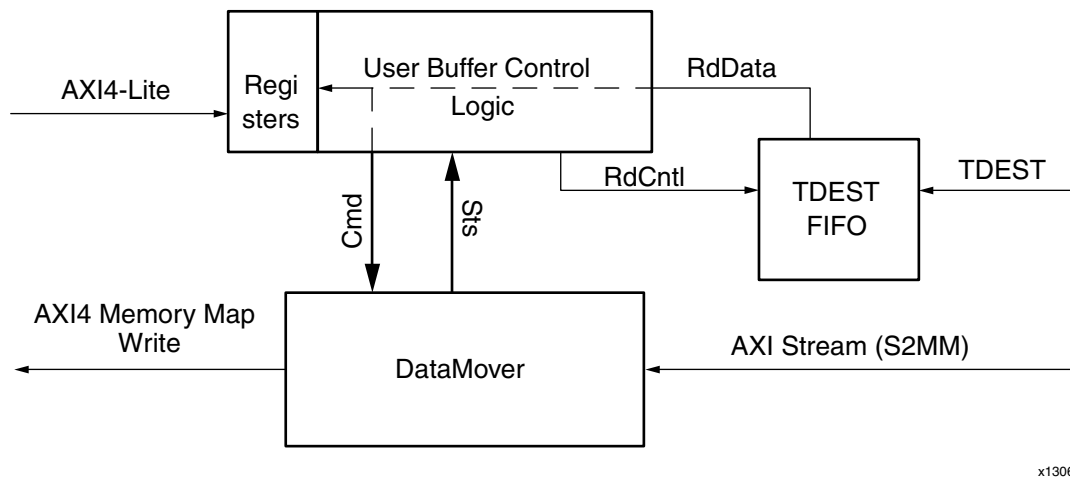 AXI4-Lite
Regi
sters
User Buffer Control
Logic
RdData
RdCntl
TDEST
FIFO
TDEST
Cmd
Sts
AXI4 Memory Map
Write
DataMover
AXI Stream (S2MM)
x1306